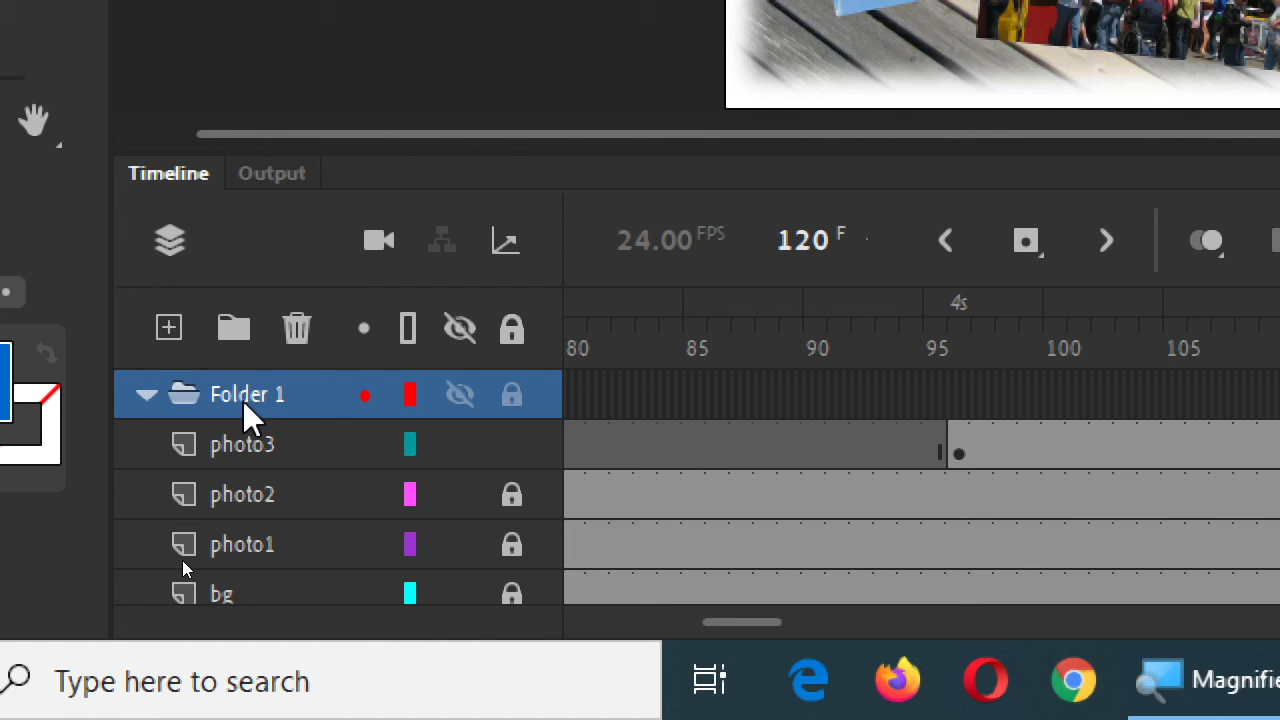 Timeline Output
24.00 FPS 120 F
4s
80 85 90 95 100 105
Folder 1
photo3
photo2
photo1
bg
Type here to search
Magnifie